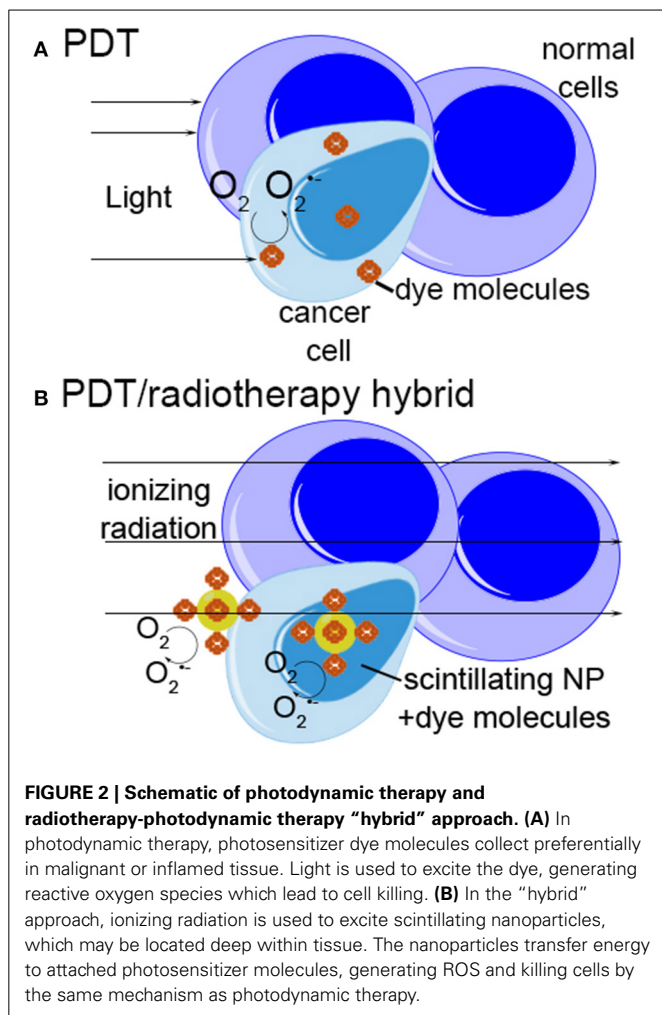 A PDT
normal
cells
Light
O2 O2•-
dye molecules
cancer
cell
B PDT/radiotherapy hybrid
ionizing
radiation
O2
O2•-
O2
O2•-
scintillating NP
+dye molecules
FIGURE 2 | Schematic of photodynamic therapy and
radiotherapy-photodynamic therapy “hybrid” approach. (A) In
photodynamic therapy, photosensitizer dye molecules collect preferentially
in malignant or inflamed tissue. Light is used to excite the dye, generating
reactive oxygen species which lead to cell killing. (B) In the “hybrid”
approach, ionizing radiation is used to excite scintillating nanoparticles,
which may be located deep within tissue. The nanoparticles transfer energy
to attached photosensitizer molecules, generating ROS and killing cells by
the same mechanism as photodynamic therapy.